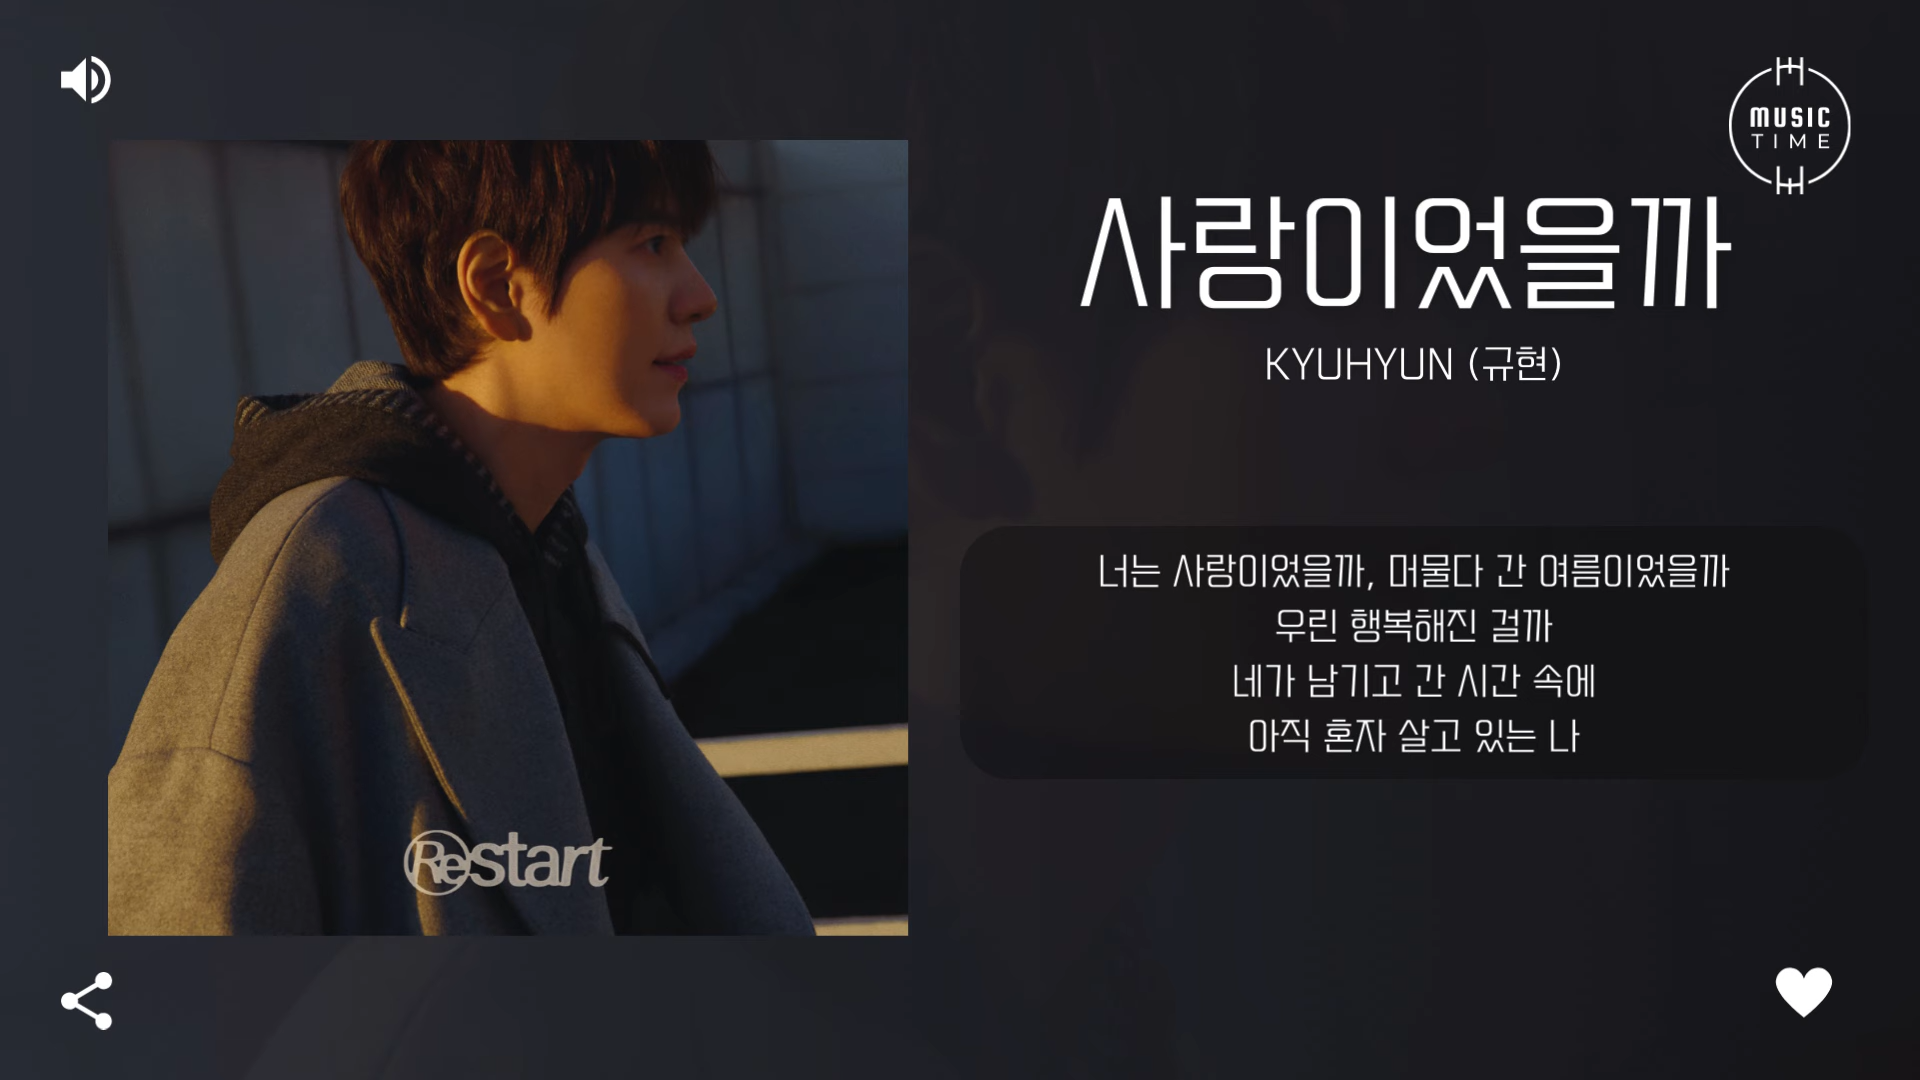 MUSIC
TIME
사랑이었을까
KYUHYUN (규현)
너는 사랑이었을까, 머물다 간 여름이었을까
우린 행복해진 걸까
네가 남기고 간 시간 속에
아직 혼자 살고 있는 나
Restart